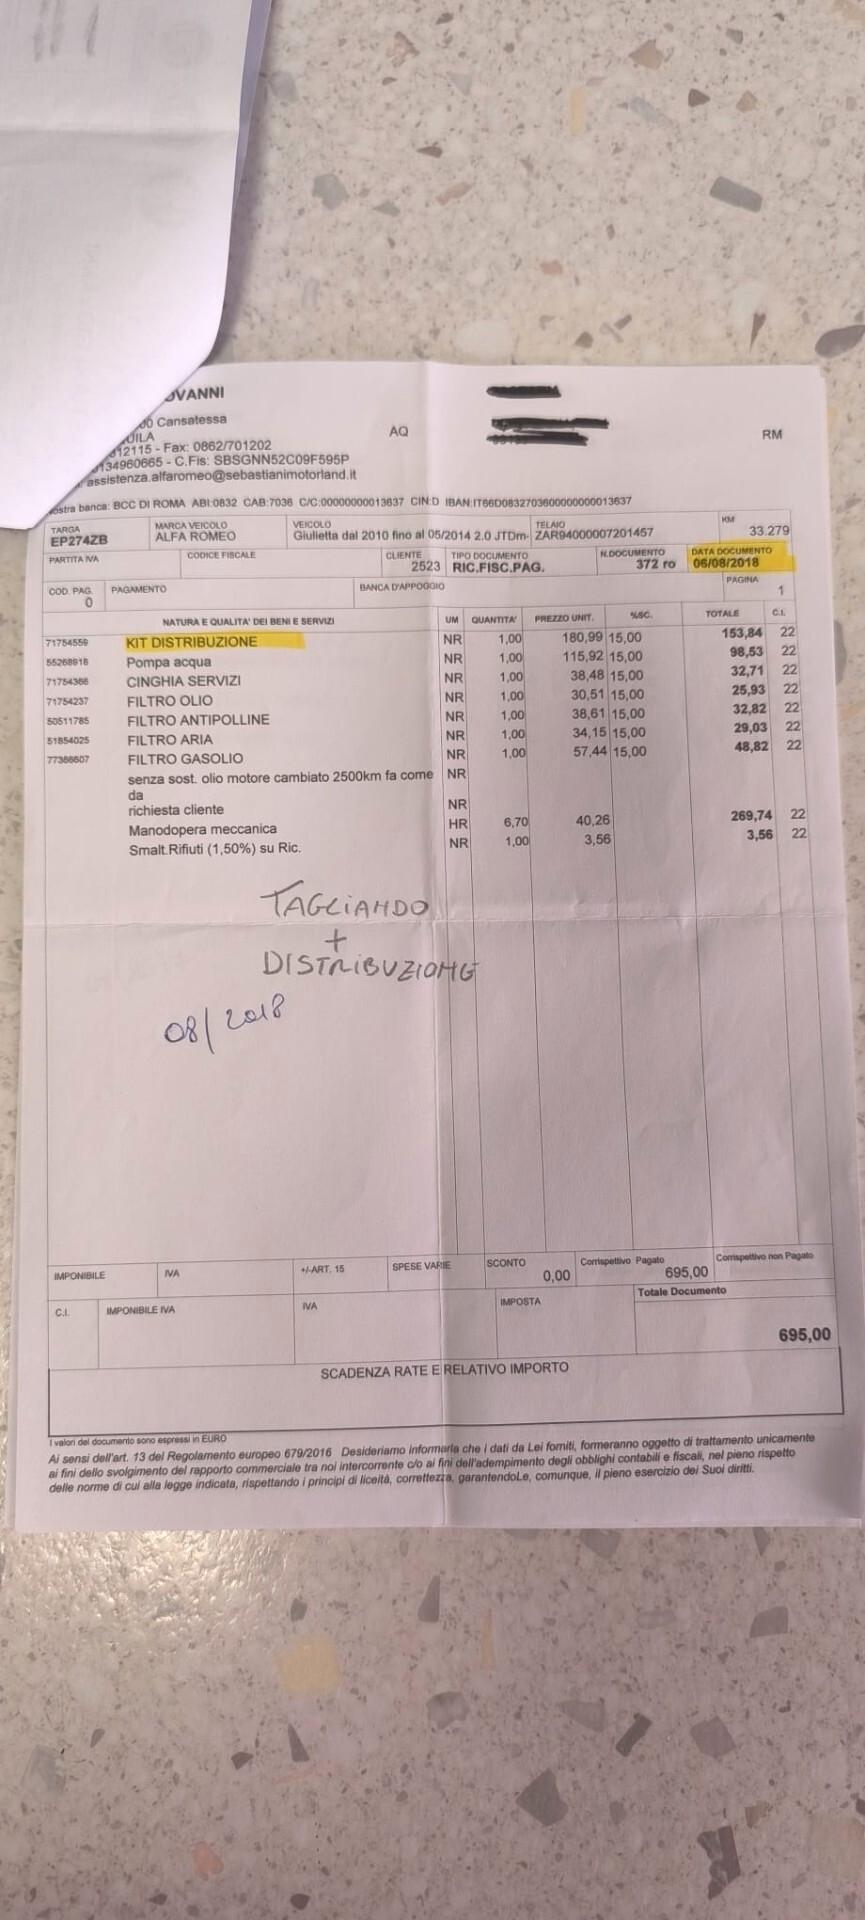 OVANNI
00 Cansatessa
UILA
AQ
RM
312115 - Fax: 0862/701202
134960665 - C.Fis: SBSGNN52C09F595P
assistenza.alfaromeo@sebastianimotorland.it
ostra banca: BCC DI ROMA ABI:0832 CAB:7036 C/C:00000000013637 CIN:D IBAN:IT66D0832703600000000013637
TARGA MARCA VEICOLO VEICOLO TELAIO KM
EP274ZB ALFA ROMEO Giulietta dal 2010 fino al 05/2014 2.0 JTDm- ZAR94000007201457 33.279
PARTITA IVA CODICE FISCALE CLIENTE TIPO DOCUMENTO N.DOCUMENTO DATA DOCUMENTO
2523 RIC.FISC.PAG. 372 ro 06/08/2018
COD. PAG. PAGAMENTO BANCA D'APPOGGIO PAGINA
0 1
NATURA E QUALITA' DEI BENI E SERVIZI UM QUANTITA' PREZZO UNIT. %SC. TOTALE C.I.
71754559 KIT DISTRIBUZIONE NR 1,00 180,99 15,00 153,84 22
55268918 Pompa acqua NR 1,00 115,92 15,00 98,53 22
71754366 CINGHIA SERVIZI NR 1,00 38,48 15,00 32,71 22
71754237 FILTRO OLIO NR 1,00 30,51 15,00 25,93 22
50511785 FILTRO ANTIPOLLINE NR 1,00 38,61 15,00 32,82 22
51854025 FILTRO ARIA NR 1,00 34,15 15,00 29,03 22
77366607 FILTRO GASOLIO NR 1,00 57,44 15,00 48,82 22
senza sost. olio motore cambiato 2500km fa come NR
da
richiesta cliente NR
Manodopera meccanica HR 6,70 40,26 269,74 22
Smalt.Rifiuti (1,50%) su Ric. NR 1,00 3,56 3,56 22
TAGLIANDO
+
DISTRIBUZIONE
08/2018
IMPONIBILE IVA +/-ART. 15 SPESE VARIE SCONTO Corrispettivo Pagato Corrispettivo non Pagato
0,00 695,00
C.I. IMPONIBILE IVA IVA IMPOSTA Totale Documento
695,00
SCADENZA RATE E RELATIVO IMPORTO
I valori del documento sono espressi in EURO
Ai sensi dell'art. 13 del Regolamento europeo 679/2016 Desideriamo informarla che i dati da Lei forniti, formeranno oggetto di trattamento unicamente
ai fini dello svolgimento del rapporto commerciale tra noi intercorrente c/o ai fini dell'adempimento degli obblighi contabili e fiscali, nel pieno rispetto
delle norme di cui alla legge indicata, rispettando i principi di liceità, correttezza, garantendoLe, comunque, il pieno esercizio dei Suoi diritti.